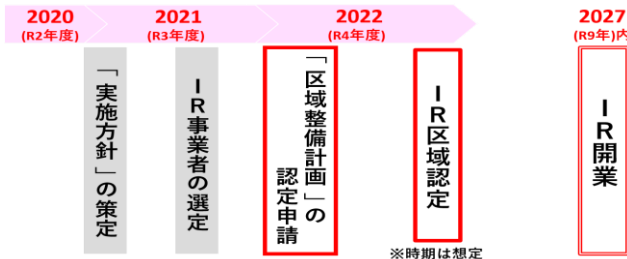 2020
(R2年度)
2021
(R3年度)
2022
(R4年度)
2027
(R9年)内
「実施方針」の策定
IR事業者の選定
「区域整備計画」の
認定申請
IR区域認定
※時期は想定
IR開業